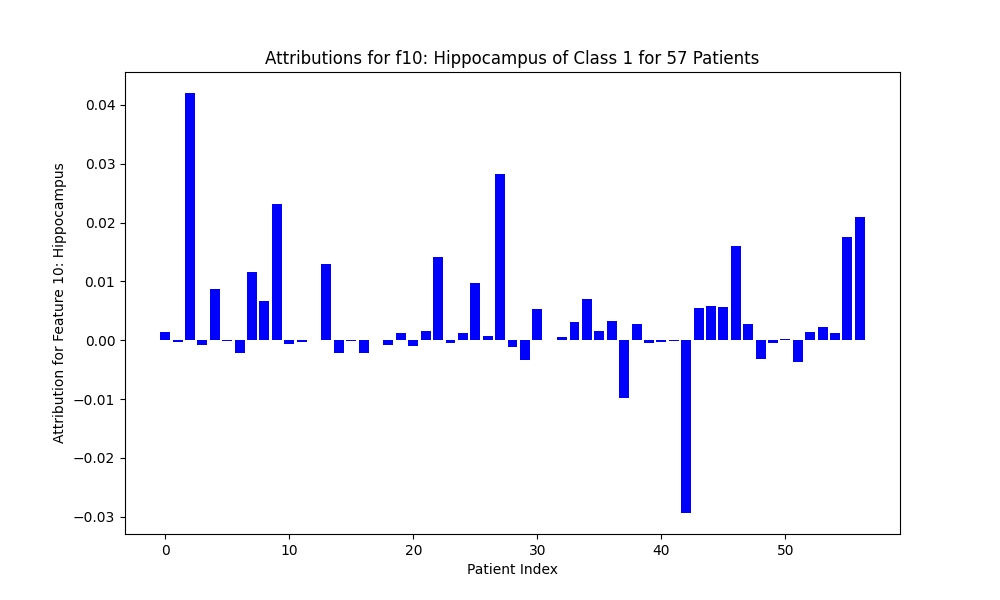 Attributions for f10: Hippocampus of Class 1 for 57 Patients
Attribution for Feature 10: Hippocampus
0.04
0.03
0.02
0.01
0.00
−0.01
−0.02
−0.03
0 10 20 30 40 50
Patient Index